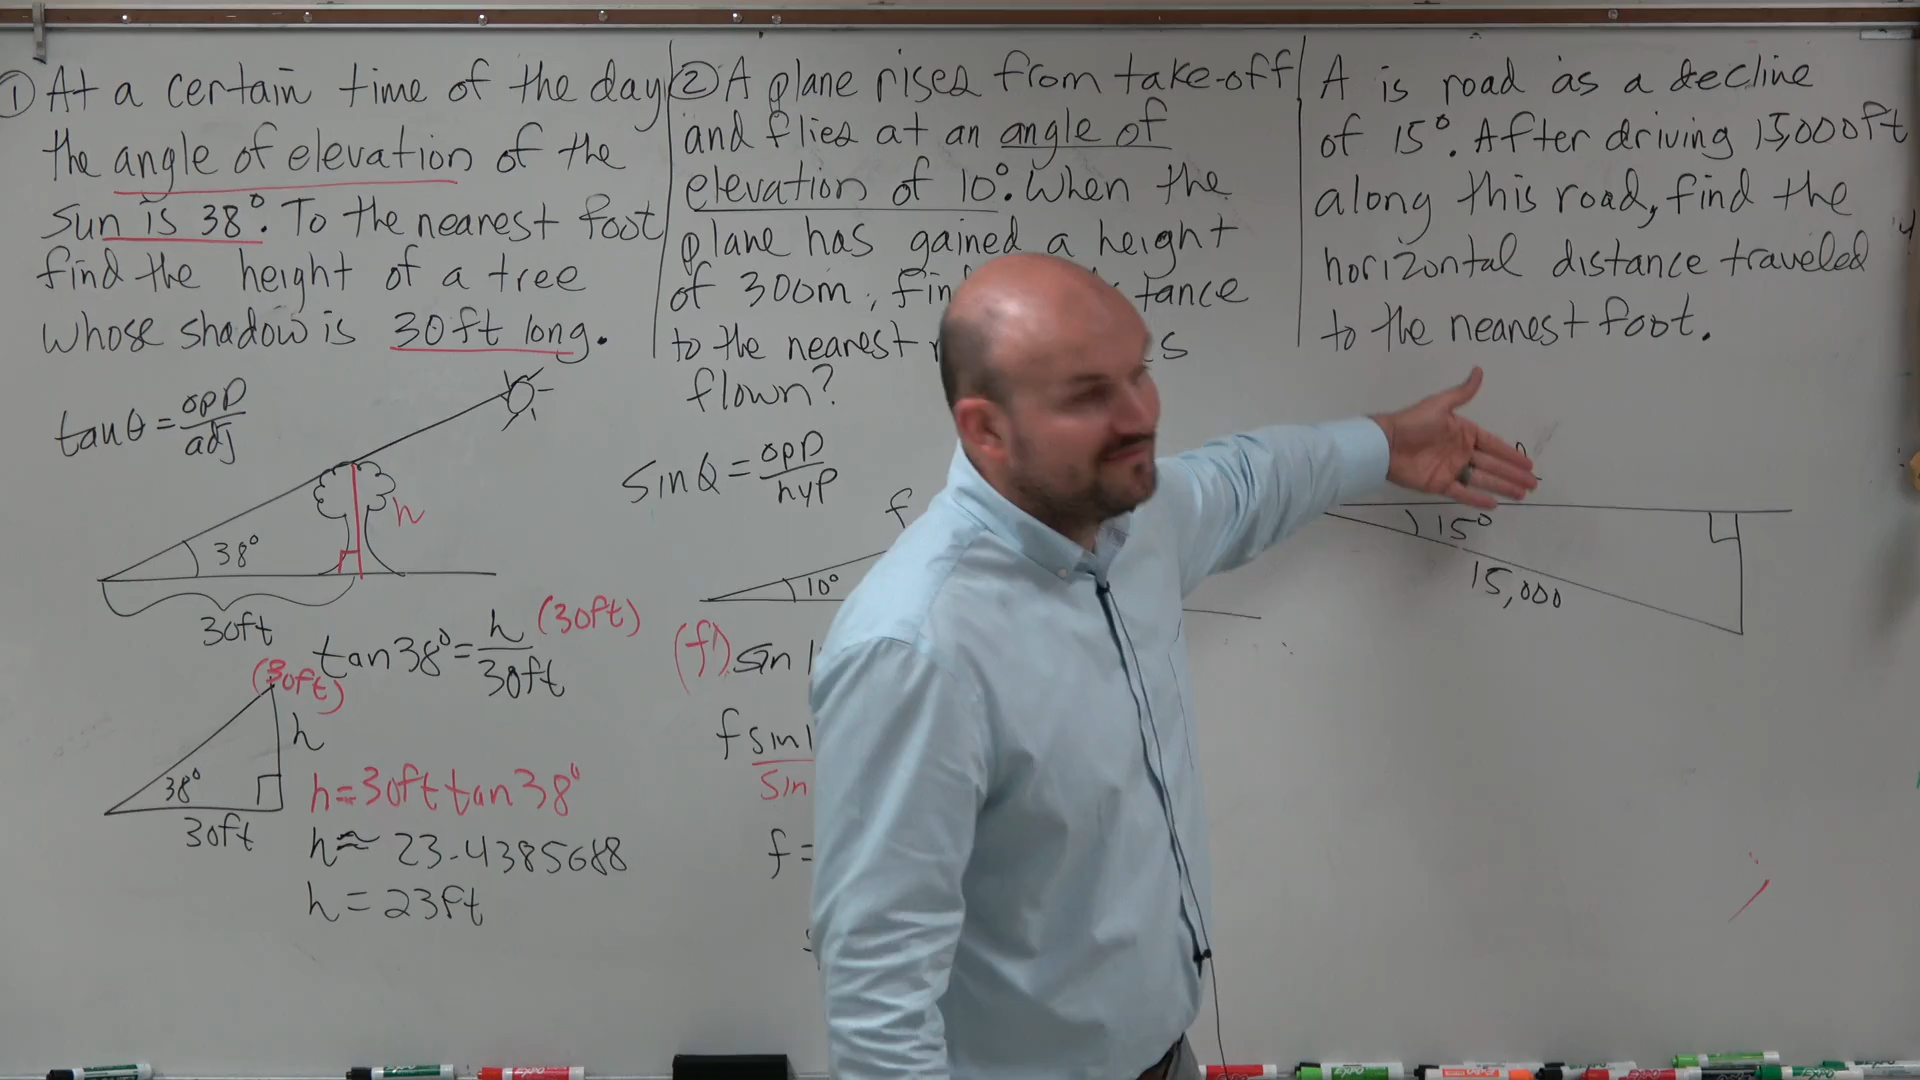 ① At a certain time of the day
the angle of elevation of the
sun is 38°. To the nearest foot
find the height of a tree
whose shadow is 30ft long.
tanθ = opp/adj
h
38°
30ft
tan38° = h/30ft (30ft)
(30ft)
h
38°
30ft
h = 30ft tan38°
h ≈ 23.4385688
h = 23ft
② A plane rises from take-off
and flies at an angle of
elevation of 10°. When the
plane has gained a height
of 300m, tance
to the nearest
flown?
sinθ = opp/hyp
f
10°
(f) sin
f sin
sin
f =
A is road as a decline
of 15°. After driving 15,000ft
along this road, find the
horizontal distance traveled
to the nearest foot.
15°
15,000